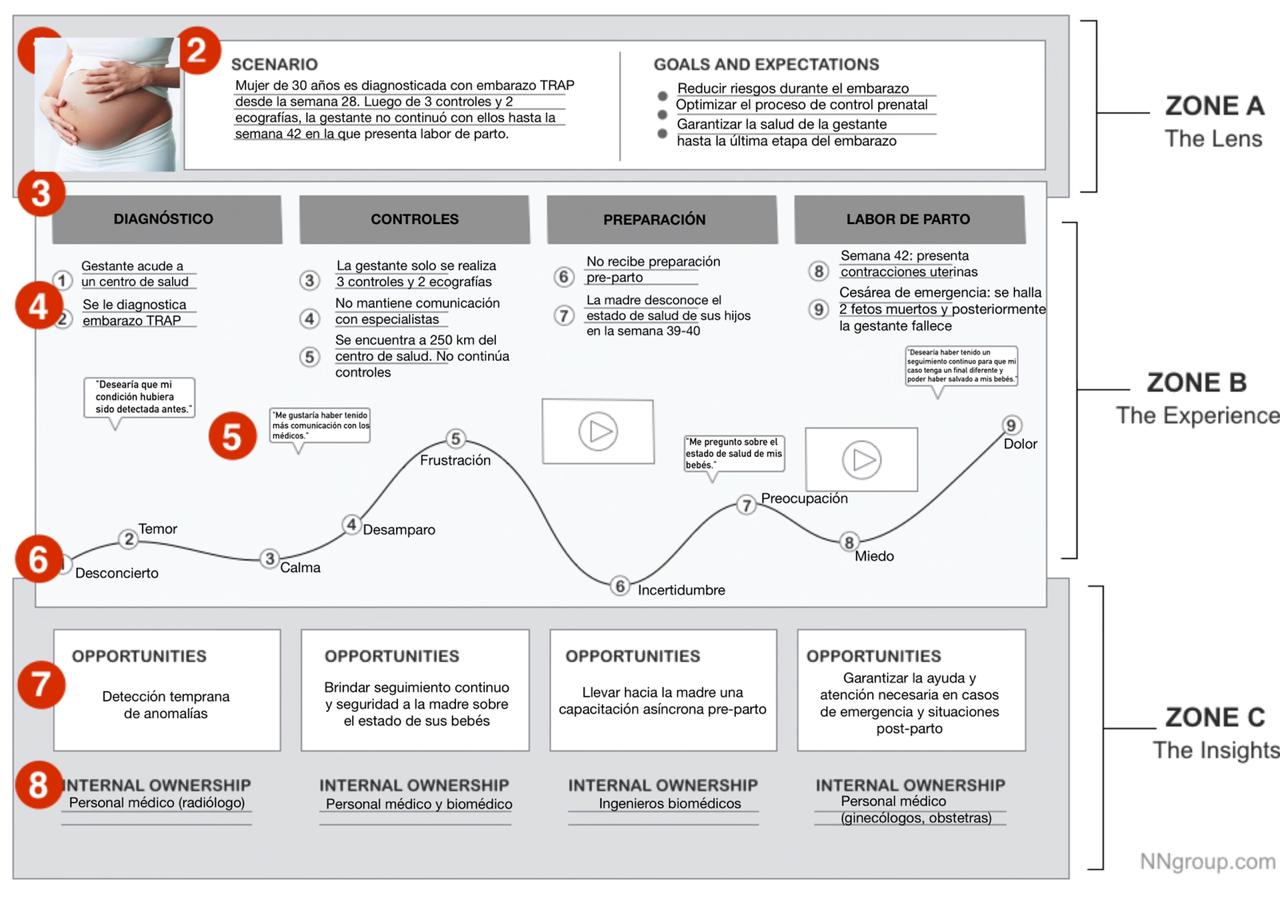 1
2
SCENARIO
Mujer de 30 años es diagnosticada con embarazo TRAP
desde la semana 28. Luego de 3 controles y 2
ecografías, la gestante no continuó con ellos hasta la
semana 42 en la que presenta labor de parto.
GOALS AND EXPECTATIONS
Reducir riesgos durante el embarazo
Optimizar el proceso de control prenatal
Garantizar la salud de la gestante
hasta la última etapa del embarazo
ZONE A
The Lens
3
DIAGNÓSTICO
CONTROLES
PREPARACIÓN
LABOR DE PARTO
4
1 Gestante acude a
un centro de salud
2 Se le diagnostica
embarazo TRAP
3 La gestante solo se realiza
3 controles y 2 ecografías
4 No mantiene comunicación
con especialistas
5 Se encuentra a 250 km del
centro de salud. No continúa
controles
6 No recibe preparación
pre-parto
7 La madre desconoce el
estado de salud de sus hijos
en la semana 39-40
8 Semana 42: presenta
contracciones uterinas
9 Cesárea de emergencia: se halla
2 fetos muertos y posteriormente
la gestante fallece
ZONE B
The Experience
5
"Desearía que mi
condición hubiera
sido detectada antes."
"Me gustaría haber tenido
más comunicación con los
médicos."
"Me pregunto sobre el
estado de salud de mis
bebés."
"Desearía haber tenido un
seguimiento continuo para que mi
caso tenga un final diferente y
poder haber salvado a mis bebés."
6
1 Desconcierto
2 Temor
3 Calma
4 Desamparo
5 Frustración
6 Incertidumbre
7 Preocupación
8 Miedo
9 Dolor
7
OPPORTUNITIES
Detección temprana
de anomalías
OPPORTUNITIES
Brindar seguimiento continuo
y seguridad a la madre sobre
el estado de sus bebés
OPPORTUNITIES
Llevar hacia la madre una
capacitación asíncrona pre-parto
OPPORTUNITIES
Garantizar la ayuda y
atención necesaria en casos
de emergencia y situaciones
post-parto
ZONE C
The Insights
8
INTERNAL OWNERSHIP
Personal médico (radiólogo)
INTERNAL OWNERSHIP
Personal médico y biomédico
INTERNAL OWNERSHIP
Ingenieros biomédicos
INTERNAL OWNERSHIP
Personal médico
(ginecólogos, obstetras)
NNgroup.com